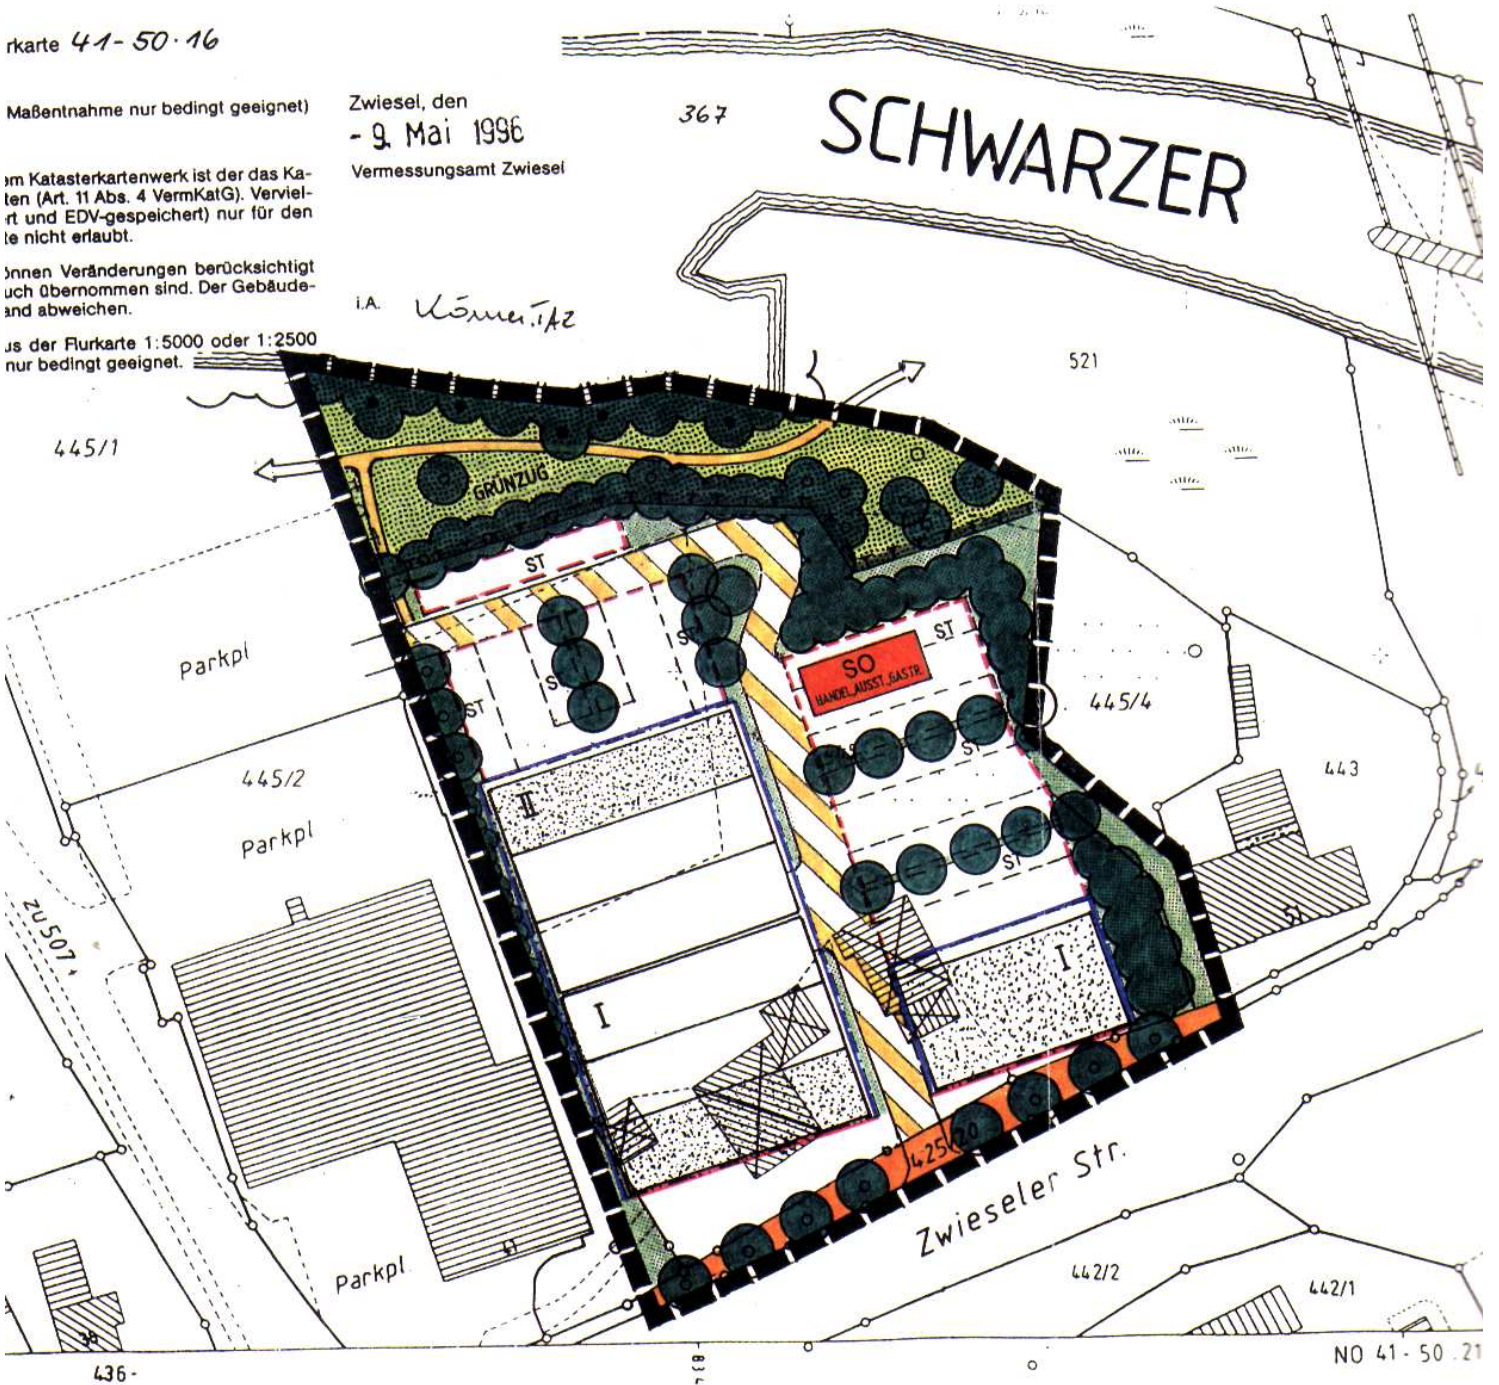 rkarte 41-50.16
Maßentnahme nur bedingt geeignet)
Zwiesel, den
- 9. Mai 1996
Vermessungsamt Zwiesel
em Katasterkartenwerk ist der das Ka-
ten (Art. 11 Abs. 4 VermKatG). Verviel-
rt und EDV-gespeichert) nur für den
te nicht erlaubt.
önnen Veränderungen berücksichtigt
uch übernommen sind. Der Gebäude-
and abweichen.
i.A.
us der Flurkarte 1:5000 oder 1:2500
nur bedingt geeignet.
367
SCHWARZER
521
445/1
GRÜNZUG
ST
ST
ST
SO
HANDEL, AUSST., GASTR.
Parkpl
ST
445/4
ST
445/2
443
II
Parkpl
ST
51
zu 507
I
I
425/20
Zwieseler Str.
41
Parkpl.
442/2
442/1
38
436-
NO 41-50.21